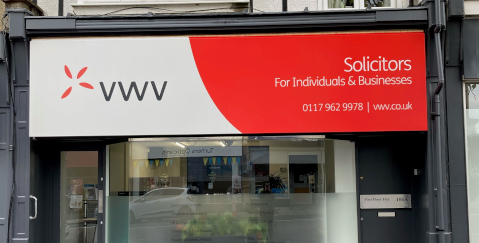 vwv
Solicitors
For Individuals & Businesses
0117 962 9978 | vwv.co.uk